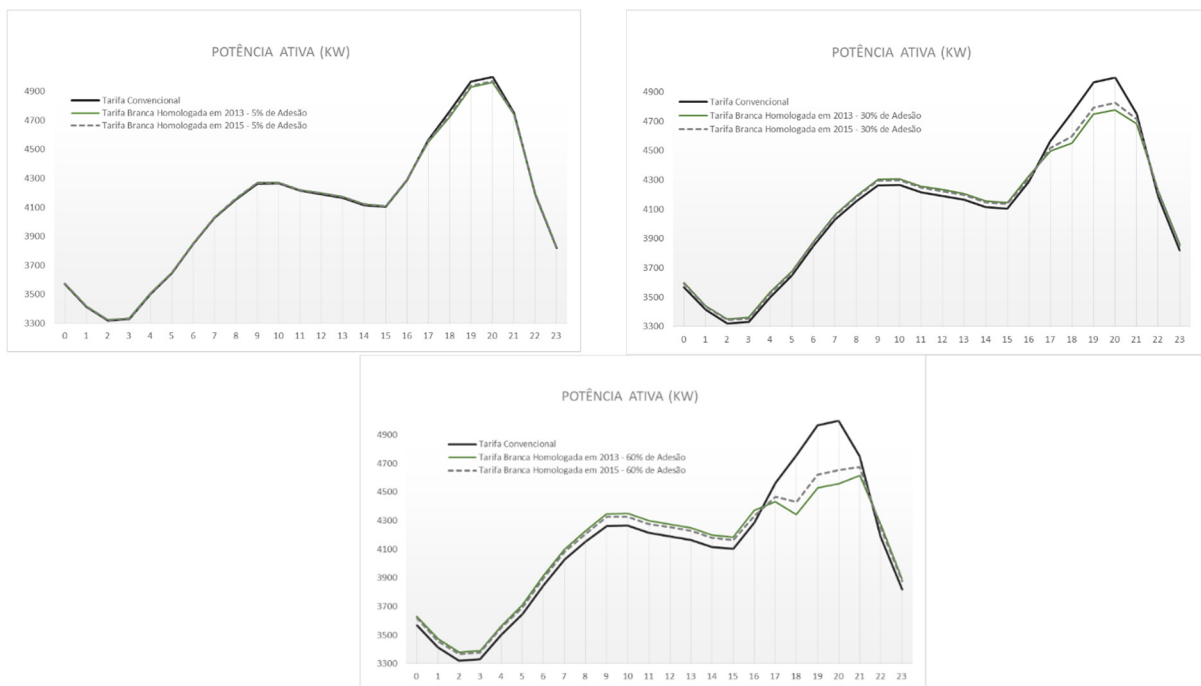 POTÊNCIA ATIVA (KW)
4900
4700
4500
4300
4100
3900
3700
3500
3300
Tarifa Convencional
Tarifa Branca Homologada em 2013 - 5% de Adesão
Tarifa Branca Homologada em 2015 - 5% de Adesão
0 1 2 3 4 5 6 7 8 9 10 11 12 13 14 15 16 17 18 19 20 21 22 23
POTÊNCIA ATIVA (KW)
4900
4700
4500
4300
4100
3900
3700
3500
3300
Tarifa Convencional
Tarifa Branca Homologada em 2013 - 30% de Adesão
Tarifa Branca Homologada em 2015 - 30% de Adesão
0 1 2 3 4 5 6 7 8 9 10 11 12 13 14 15 16 17 18 19 20 21 22 23
POTÊNCIA ATIVA (KW)
4900
4700
4500
4300
4100
3900
3700
3500
3300
Tarifa Convencional
Tarifa Branca Homologada em 2013 - 60% de Adesão
Tarifa Branca Homologada em 2015 - 60% de Adesão
0 1 2 3 4 5 6 7 8 9 10 11 12 13 14 15 16 17 18 19 20 21 22 23